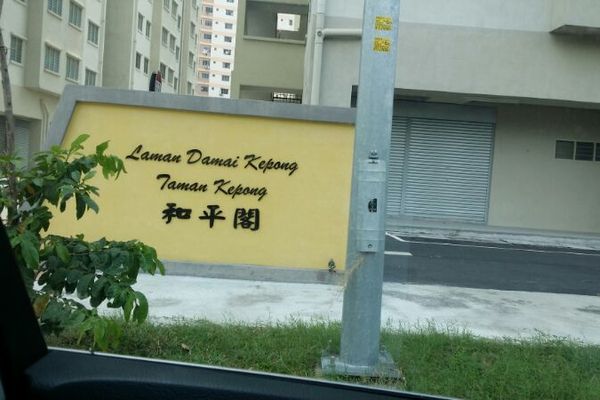 Laman Damai Kepong
Taman Kepong
和平閣